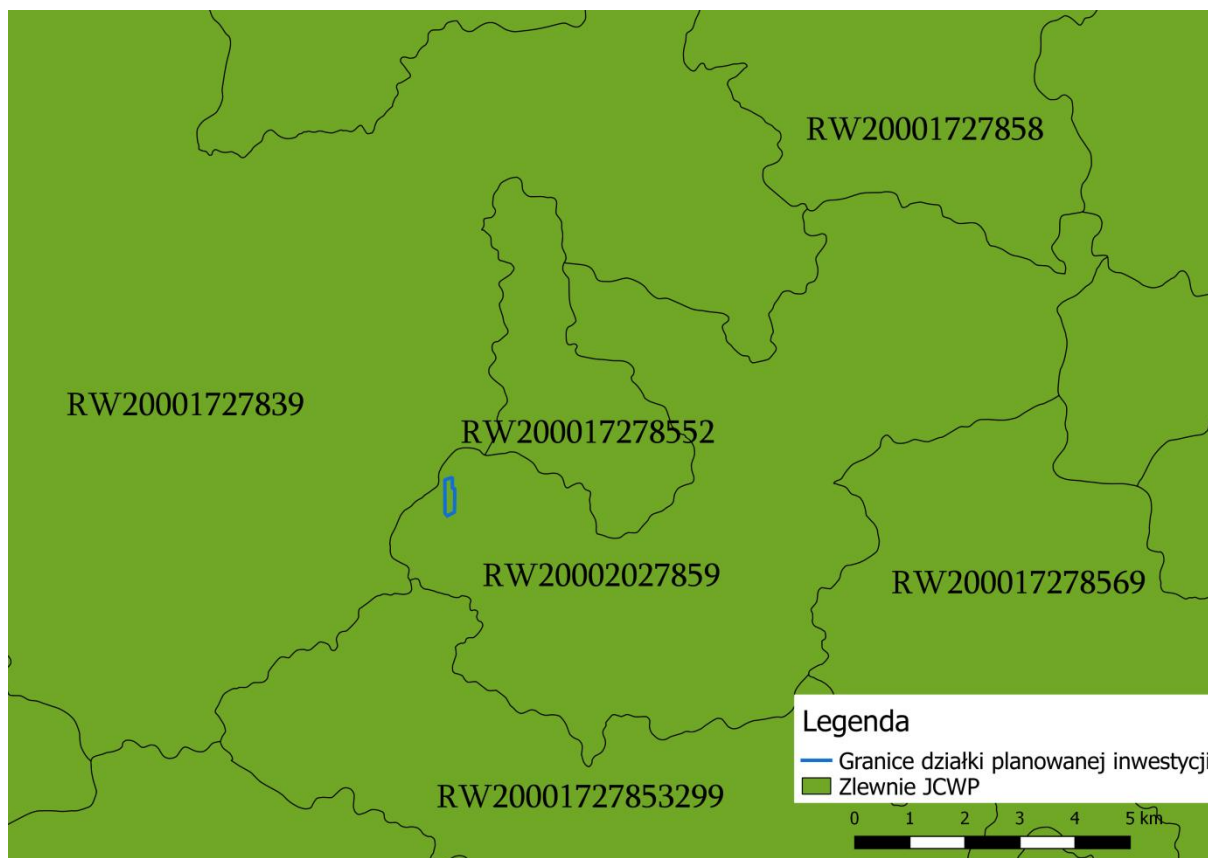 RW20001727858
RW20001727839
RW200017278552
RW20002027859
RW200017278569
RW20001727853299
Legenda
Granice działki planowanej inwestycji
Zlewnie JCWP
0 1 2 3 4 5 km